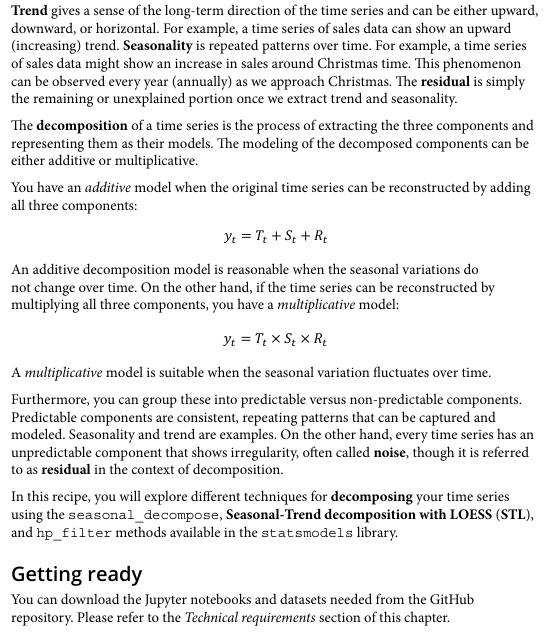 Trend gives a sense of the long-term direction of the time series and can be either upward,
downward, or horizontal. For example, a time series of sales data can show an upward
(increasing) trend. Seasonality is repeated patterns over time. For example, a time series
of sales data might show an increase in sales around Christmas time. This phenomenon
can be observed every year (annually) as we approach Christmas. The residual is simply
the remaining or unexplained portion once we extract trend and seasonality.
The decomposition of a time series is the process of extracting the three components and
representing them as their models. The modeling of the decomposed components can be
either additive or multiplicative.
You have an additive model when the original time series can be reconstructed by adding
all three components:
yₜ = Tₜ + Sₜ + Rₜ
An additive decomposition model is reasonable when the seasonal variations do
not change over time. On the other hand, if the time series can be reconstructed by
multiplying all three components, you have a multiplicative model:
yₜ = Tₜ × Sₜ × Rₜ
A multiplicative model is suitable when the seasonal variation fluctuates over time.
Furthermore, you can group these into predictable versus non-predictable components.
Predictable components are consistent, repeating patterns that can be captured and
modeled. Seasonality and trend are examples. On the other hand, every time series has an
unpredictable component that shows irregularity, often called noise, though it is referred
to as residual in the context of decomposition.
In this recipe, you will explore different techniques for decomposing your time series
using the seasonal_decompose, Seasonal-Trend decomposition with LOESS (STL),
and hp_filter methods available in the statsmodels library.
Getting ready
You can download the Jupyter notebooks and datasets needed from the GitHub
repository. Please refer to the Technical requirements section of this chapter.